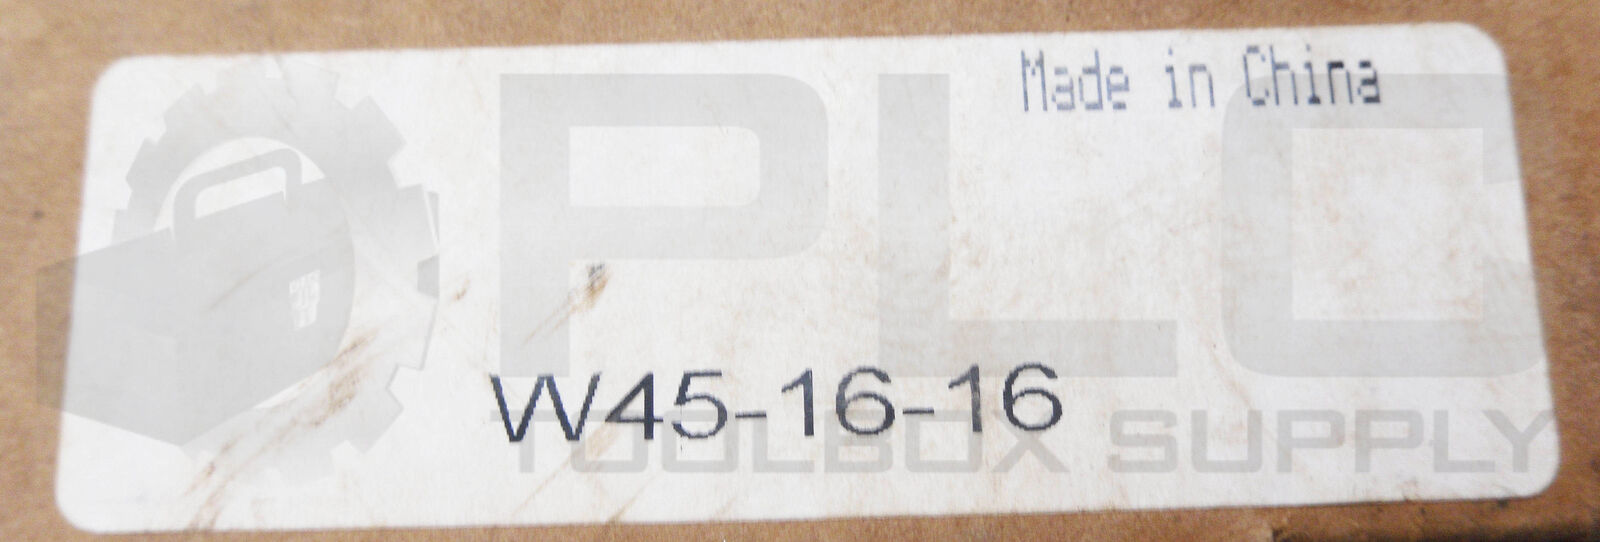 Made in China
PLC
W45-16-16
TOOLBOX SUPPLY